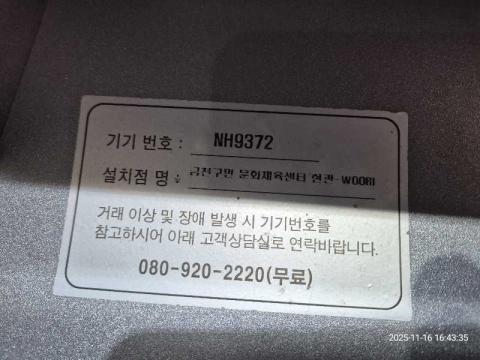 기기 번호 : NH9372
설치점 명 : 금천구민 문화체육센터 현관-WOORI
거래 이상 및 장애 발생 시 기기번호를
참고하시어 아래 고객상담실로 연락바랍니다.
080-920-2220(무료)
2025-11-16 16:43:35